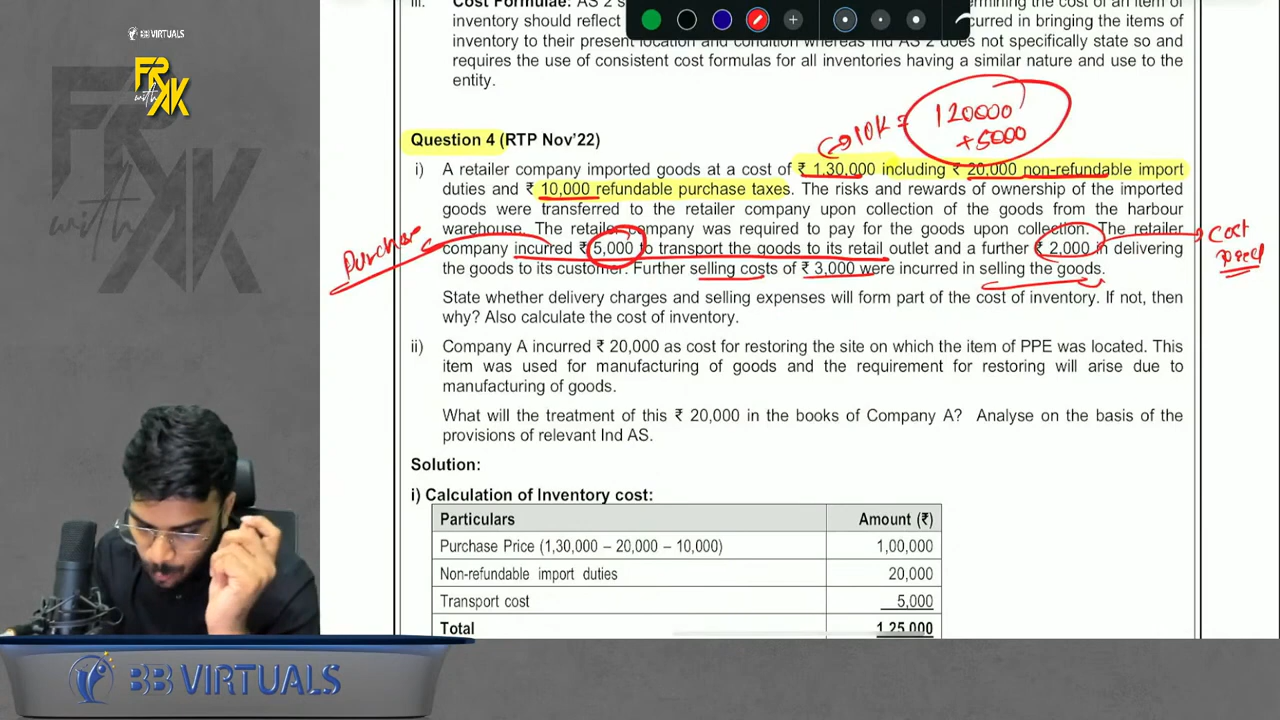 BB VIRTUALS
FR
with AK
FR
with
AK
iii. Cost Formulae: AS 2 s
inventory should reflect
inventory to their present location and condition whereas Ind AS 2 does not specifically state so and
requires the use of consistent cost formulas for all inventories having a similar nature and use to the
entity.
10K =
120000
+5000
Question 4 (RTP Nov'22)
i) A retailer company imported goods at a cost of ₹ 1,30,000 including ₹ 20,000 non-refundable import
duties and ₹ 10,000 refundable purchase taxes. The risks and rewards of ownership of the imported
goods were transferred to the retailer company upon collection of the goods from the harbour
warehouse. The retailer company was required to pay for the goods upon collection. The retailer
company incurred ₹ 5,000 to transport the goods to its retail outlet and a further ₹ 2,000 in delivering
the goods to its customer. Further selling costs of ₹ 3,000 were incurred in selling the goods.
Purchase
Cost
State whether delivery charges and selling expenses will form part of the cost of inventory. If not, then
why? Also calculate the cost of inventory.
ii) Company A incurred ₹ 20,000 as cost for restoring the site on which the item of PPE was located. This
item was used for manufacturing of goods and the requirement for restoring will arise due to
manufacturing of goods.
What will the treatment of this ₹ 20,000 in the books of Company A? Analyse on the basis of the
provisions of relevant Ind AS.
Solution:
i) Calculation of Inventory cost:
Particulars Amount (₹)
Purchase Price (1,30,000 – 20,000 – 10,000) 1,00,000
Non-refundable import duties 20,000
Transport cost 5,000
Total 1,25,000
BB VIRTUALS